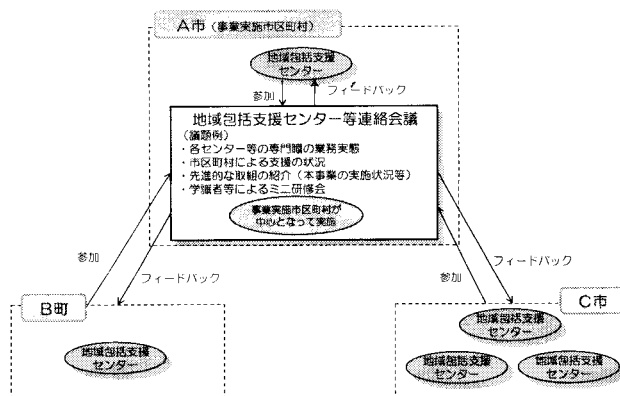 A市（事業実施市区町村）
地域包括支援
センター
参加
フィードバック
地域包括支援センター等連絡会議
（議題例）
・各センター等の専門職の業務実態
・市区町村による支援の状況
・先進的な取組の紹介（本事業の実施状況等）
・学識者等によるミニ研修会
事業実施市区町村が
中心となって実施
参加
フィードバック
参加
フィードバック
B町
地域包括支援
センター
C市
地域包括支援
センター
地域包括支援
センター
地域包括支援
センター